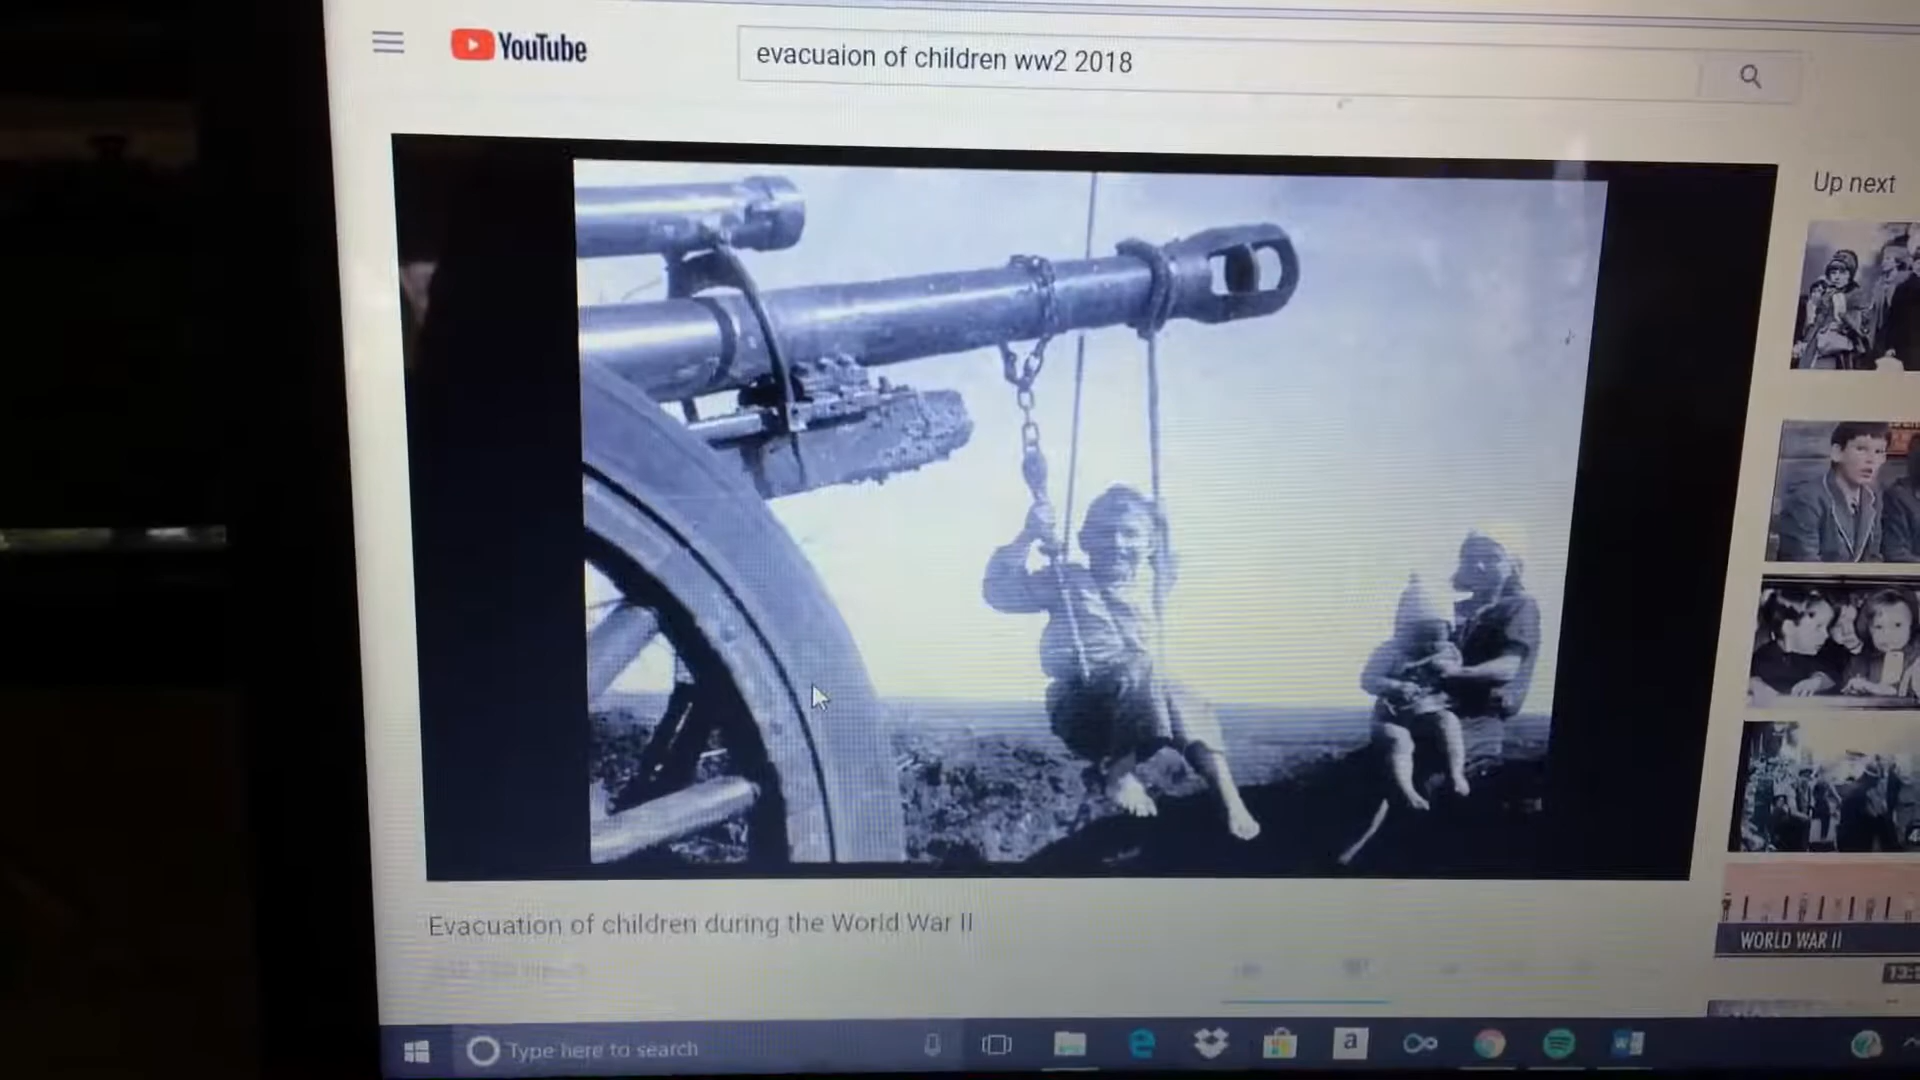 YouTube
evacuaion of children ww2 2018
Up next
Evacuation of children during the World War II
WORLD WAR II
Type here to search
a